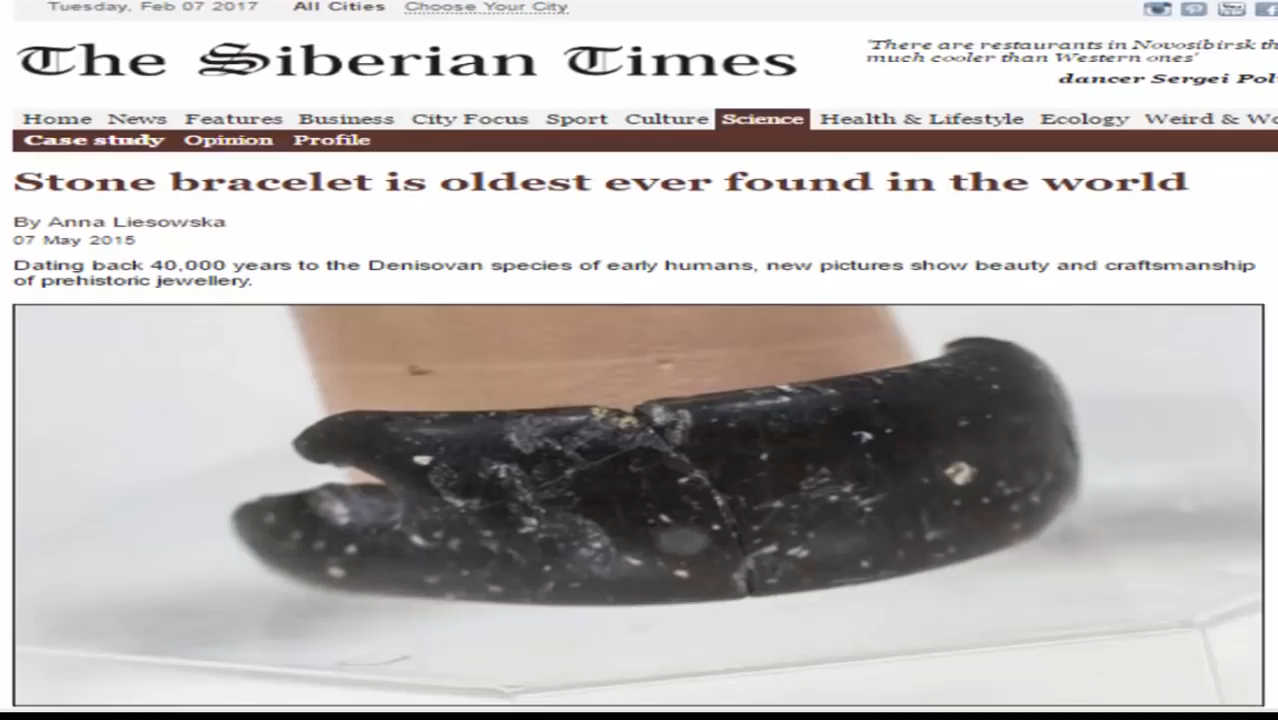 Tuesday, Feb 07 2017 All Cities Choose Your City
The Siberian Times
'There are restaurants in Novosibirsk
much cooler than Western ones'
dancer Sergei
Home News Features Business City Focus Sport Culture Science Health & Lifestyle Ecology Weird &
Case study Opinion Profile
Stone bracelet is oldest ever found in the world
By Anna Liesowska
07 May 2015
Dating back 40,000 years to the Denisovan species of early humans, new pictures show beauty and craftsmanship
of prehistoric jewellery.